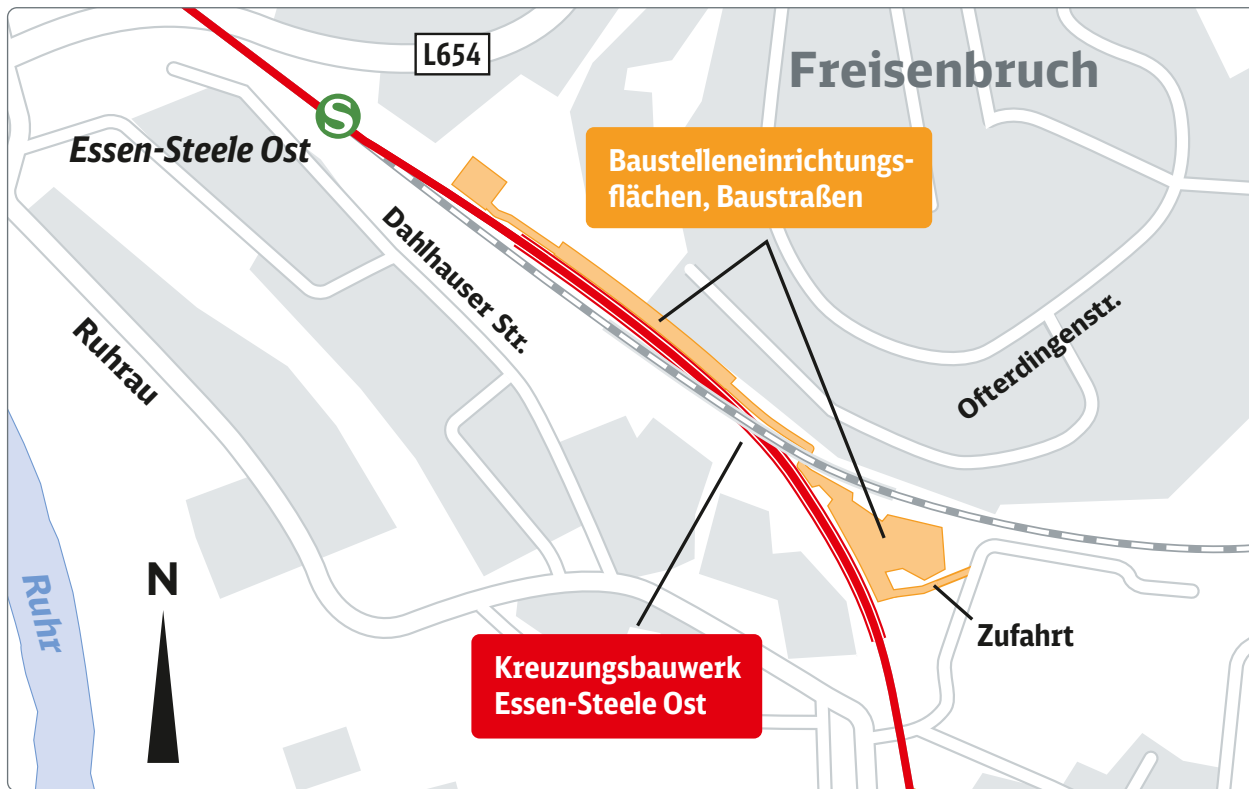 L654
Freisenbruch
S
Essen-Steele Ost
Baustelleneinrichtungs-
flächen, Baustraßen
Dahlhauser Str.
Ruhrau
Ofterdingenstr.
Ruhr
N
Zufahrt
Kreuzungsbauwerk
Essen-Steele Ost